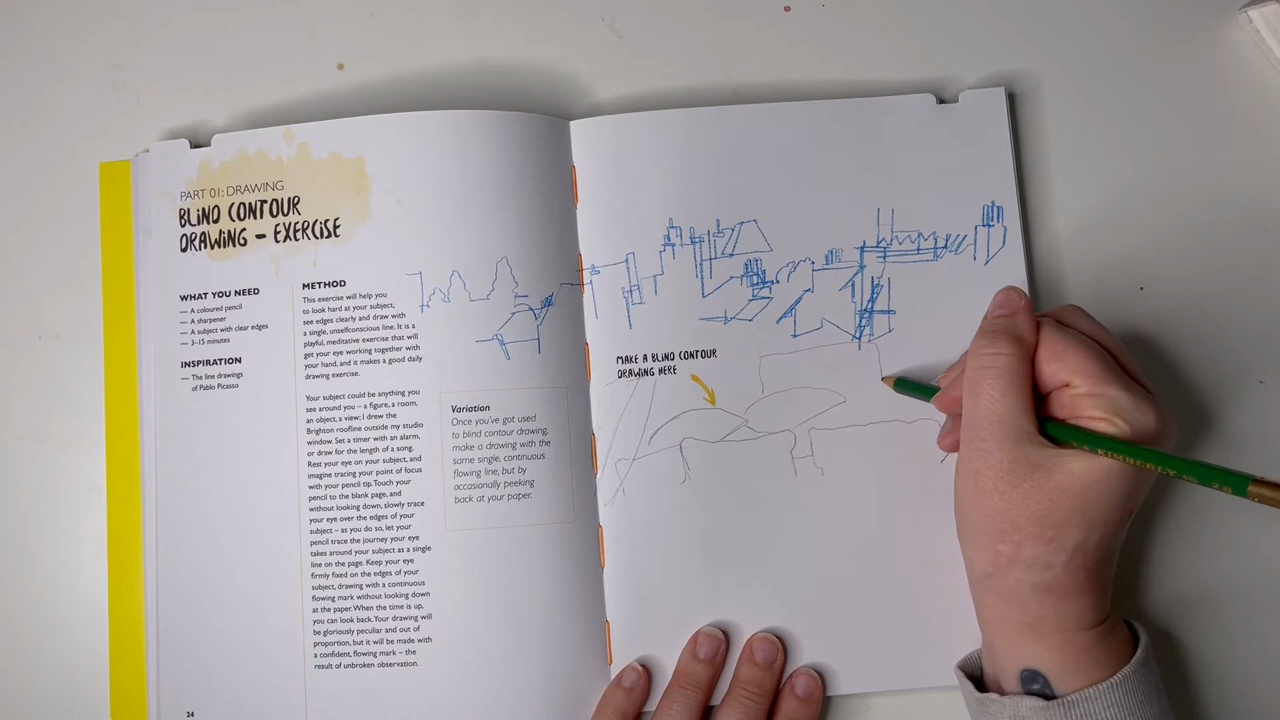 PART 01: DRAWING
BLIND CONTOUR
DRAWING – EXERCISE
WHAT YOU NEED
— A coloured pencil
— A sharpener
— A subject with clear edges
— 3–15 minutes
INSPIRATION
— The line drawings
of Pablo Picasso
METHOD
This exercise will help you
to look hard at your subject,
see edges clearly and draw with
a single, unselfconscious line. It is a
playful, meditative exercise that will
get your eye working together with
your hand, and it makes a good daily
drawing exercise.
Your subject could be anything you
see around you – a figure, a room,
an object, a view; I drew the
Brighton roofline outside my studio
window. Set a timer with an alarm,
or draw for the length of a song.
Rest your eye on your subject, and
imagine tracing your point of focus
with your pencil tip. Touch your
pencil to the blank page, and
without looking down, slowly trace
your eye over the edges of your
subject – as you do so, let your
pencil trace the journey your eye
takes around your subject as a single
line on the page. Keep your eye
firmly fixed on the edges of your
subject, drawing with a continuous
flowing mark without looking down
at the paper. When the time is up,
you can look back. Your drawing will
be gloriously peculiar and out of
proportion, but it will be made with
a confident, flowing mark – the
result of unbroken observation.
Variation
Once you've got used
to blind contour drawing,
make a drawing with the
same single, continuous
flowing line, but by
occasionally peeking
back at your paper.
24
MAKE A BLIND CONTOUR
DRAWING HERE
KIMBERLY 2B